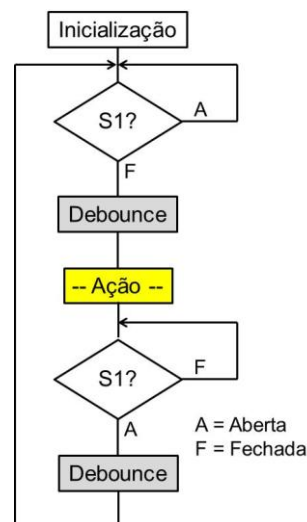 Inicialização
S1?
A
F
Debounce
-- Ação --
S1?
F
A
A = Aberta
F = Fechada
Debounce